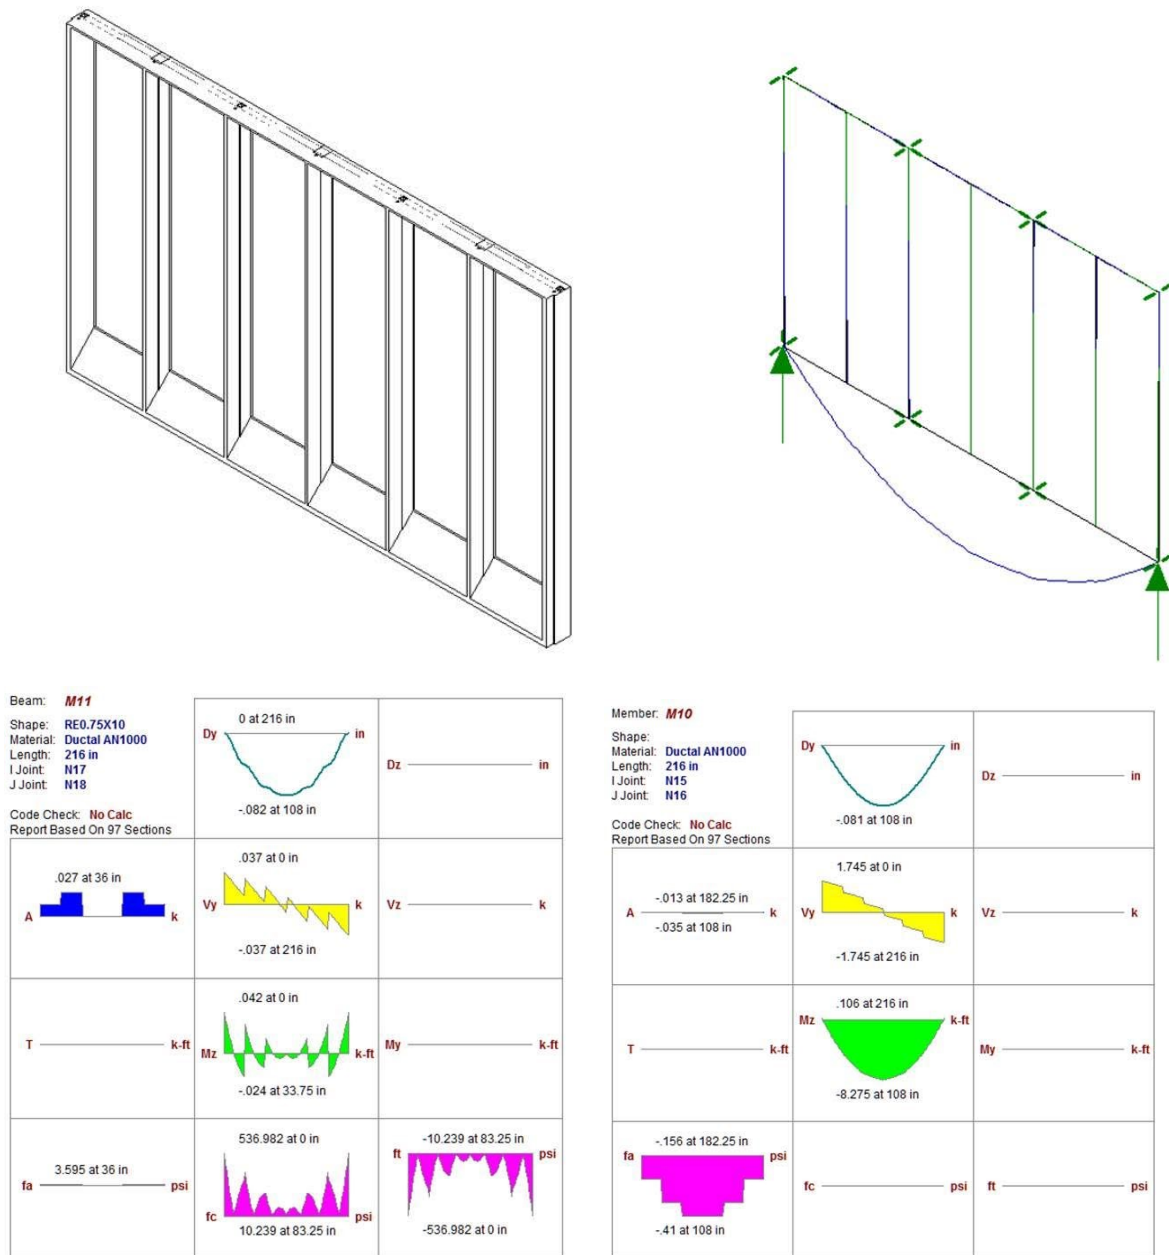 Beam: M11
Shape: RE0.75X10
Material: Ductal AN1000
Length: 216 in
I Joint: N17
J Joint: N18
Code Check: No Calc
Report Based On 97 Sections
0 at 216 in
Dy in
-.082 at 108 in
Dz in
.027 at 36 in
A k
.037 at 0 in
Vy k
-.037 at 216 in
Vz k
T k-ft
.042 at 0 in
Mz k-ft
-.024 at 33.75 in
My k-ft
3.595 at 36 in
fa psi
536.982 at 0 in
fc psi
10.239 at 83.25 in
-10.239 at 83.25 in
ft psi
-536.982 at 0 in
Member: M10
Shape:
Material: Ductal AN1000
Length: 216 in
I Joint: N15
J Joint: N16
Code Check: No Calc
Report Based On 97 Sections
Dy in
-.081 at 108 in
Dz in
-.013 at 182.25 in
A k
-.035 at 108 in
1.745 at 0 in
Vy k
-1.745 at 216 in
Vz k
T k-ft
.106 at 216 in
Mz k-ft
-8.275 at 108 in
My k-ft
-.156 at 182.25 in
fa psi
-.41 at 108 in
fc psi
ft psi